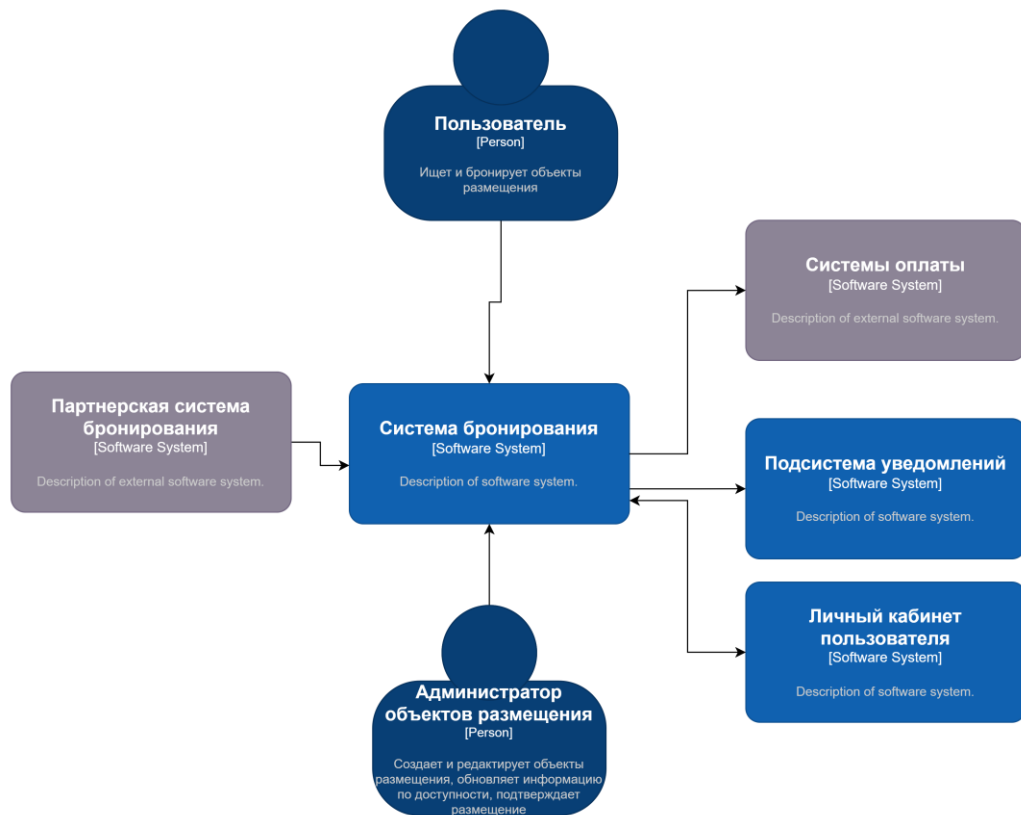 Пользователь
[Person]
Ищет и бронирует объекты
размещения
Системы оплаты
[Software System]
Description of external software system.
Партнерская система
бронирования
[Software System]
Description of external software system.
Система бронирования
[Software System]
Description of software system.
Подсистема уведомлений
[Software System]
Description of software system.
Личный кабинет
пользователя
[Software System]
Description of software system.
Администратор
объектов размещения
[Person]
Создает и редактирует объекты
размещения, обновляет информацию
по доступности, подтверждает
размещение